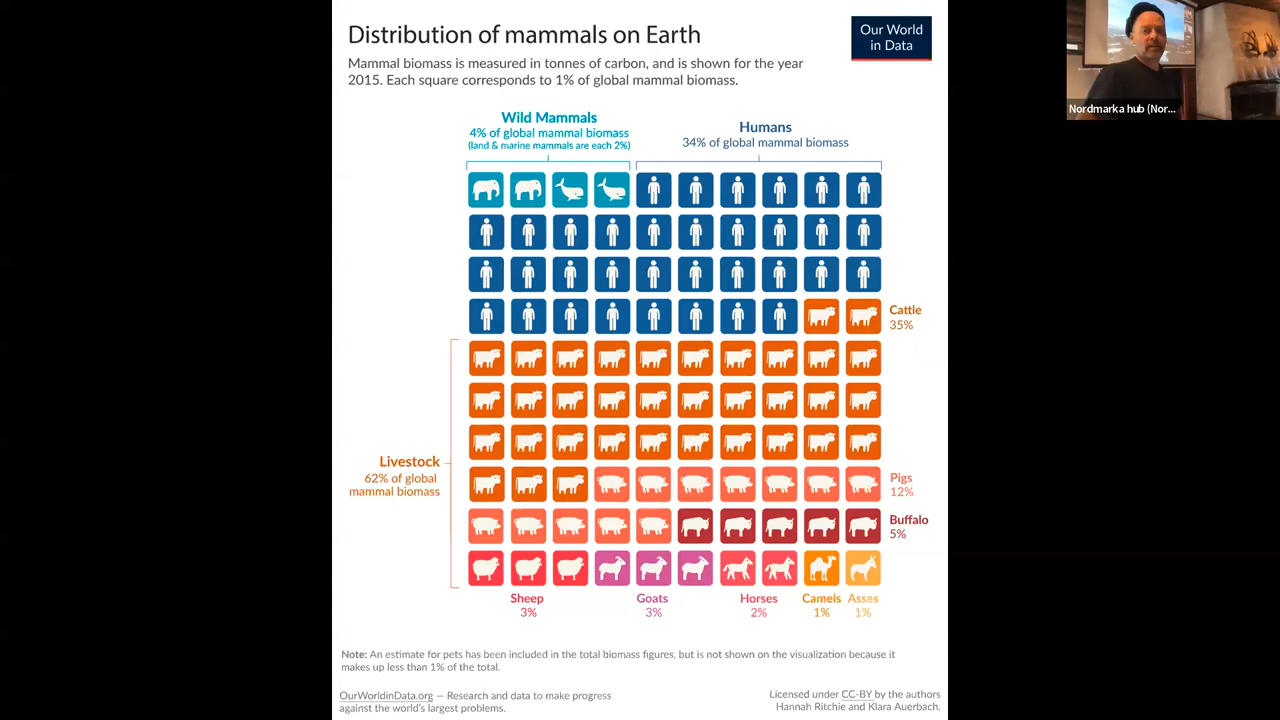 Distribution of mammals on Earth
Our World
in Data
Mammal biomass is measured in tonnes of carbon, and is shown for the year
2015. Each square corresponds to 1% of global mammal biomass.
Nordmarka hub (Nor...
Wild Mammals
4% of global mammal biomass
(land & marine mammals are each 2%)
Humans
34% of global mammal biomass
Cattle
35%
Livestock
62% of global
mammal biomass
Pigs
12%
Buffalo
5%
Sheep
3%
Goats
3%
Horses
2%
Camels
1%
Asses
1%
Note: An estimate for pets has been included in the total biomass figures, but is not shown on the visualization because it
makes up less than 1% of the total.
OurWorldinData.org — Research and data to make progress
against the world's largest problems.
Licensed under CC-BY by the authors
Hannah Ritchie and Klara Auerbach.